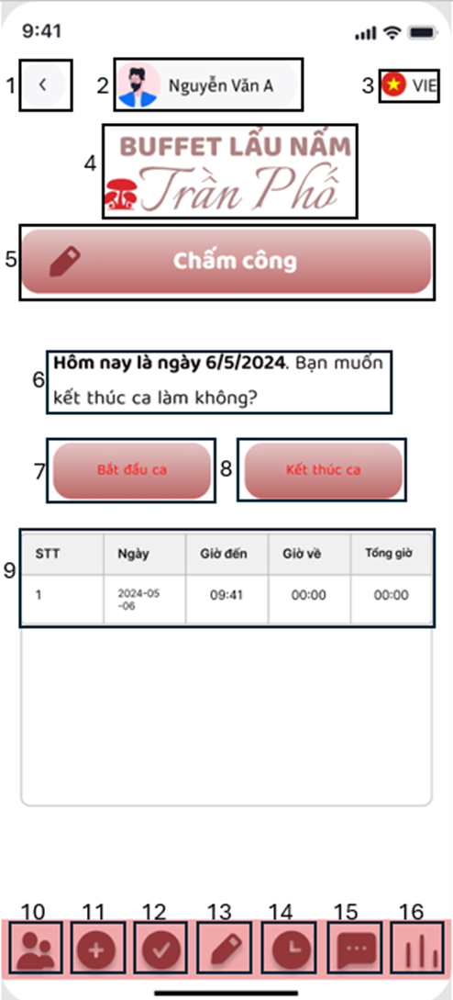 9:41
1
2
Nguyễn Văn A
3
VIE
4
BUFFET LẨU NẤM
Trần Phố
5
Chấm công
6
Hôm nay là ngày 6/5/2024. Bạn muốn
kết thúc ca làm không?
7
Bắt đầu ca
8
Kết thúc ca
9
STT Ngày Giờ đến Giờ về Tổng giờ
1 2024-05-06 09:41 00:00 00:00
10 11 12 13 14 15 16